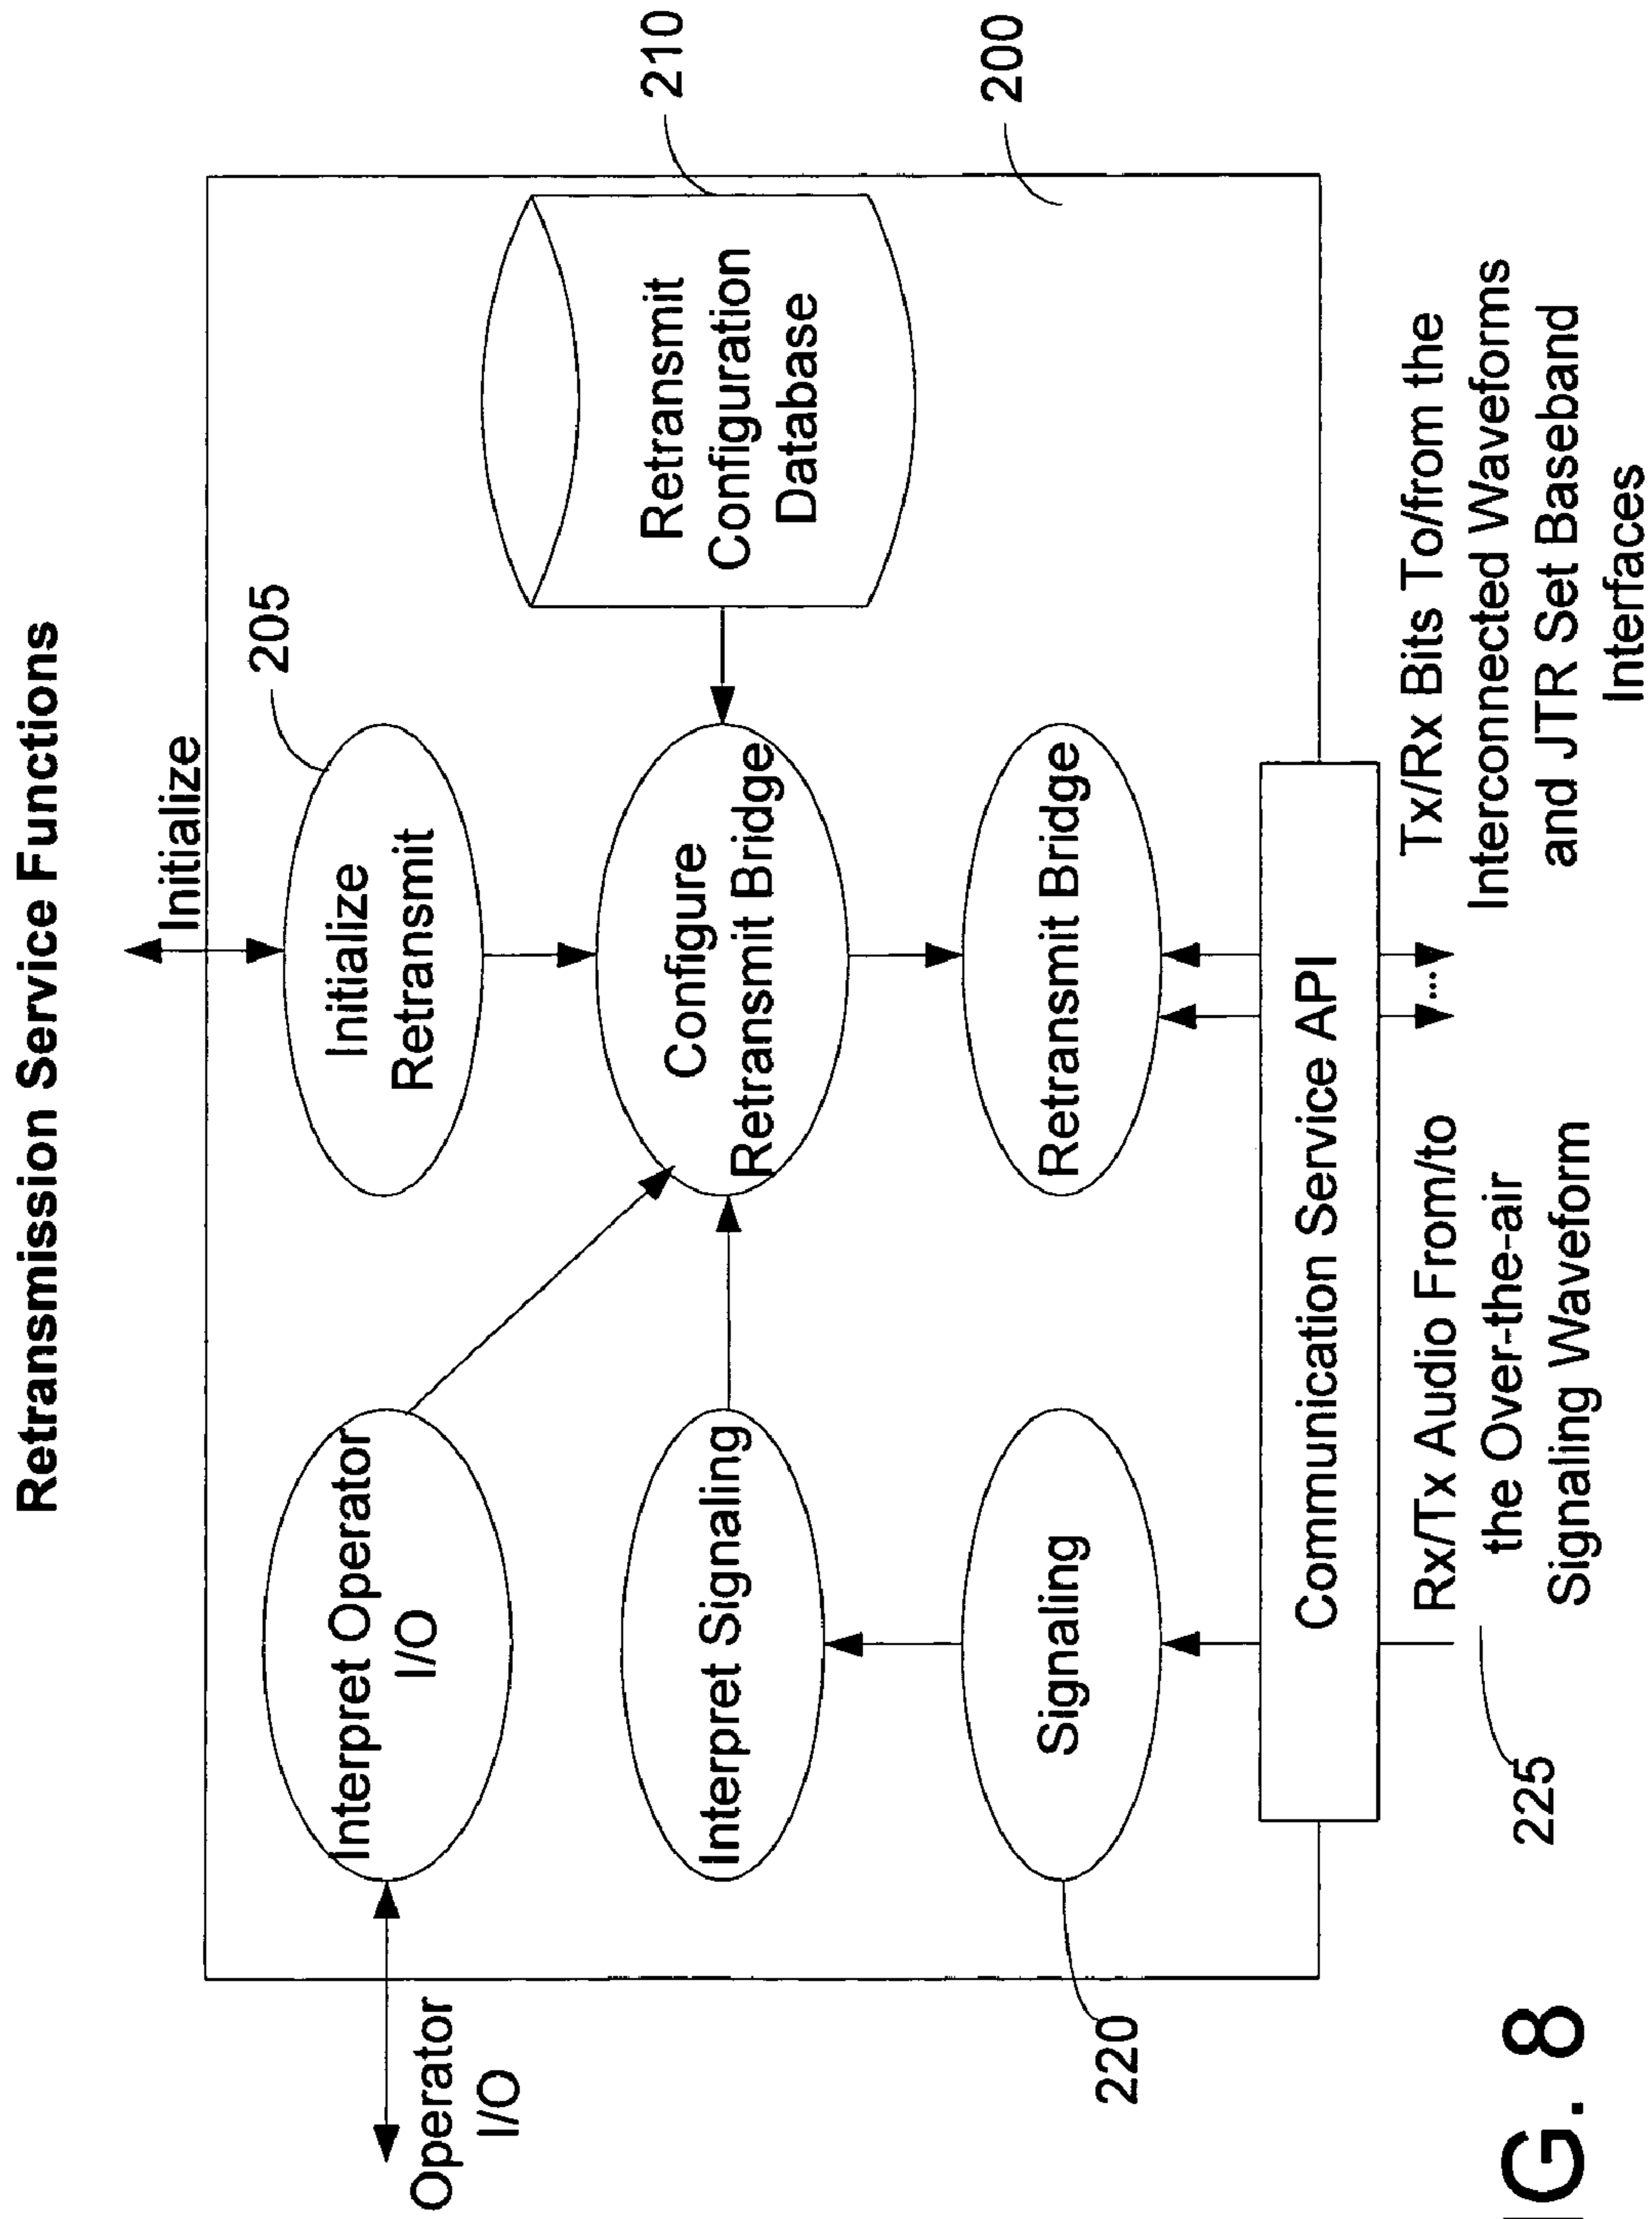 Retransmission Service Functions
Initialize
Operator
I/O
Interpret Operator
I/O
Initialize
Retransmit
205
Interpret Signaling
Configure
Retransmit Bridge
Retransmit
Configuration
Database
210
Signaling
Retransmit Bridge
220
200
Communication Service API
Rx/Tx Audio From/to
the Over-the-air
Signaling Waveform
Tx/Rx Bits To/from the
Interconnected Waveforms
and JTR Set Baseband
Interfaces
...
225
G. 8